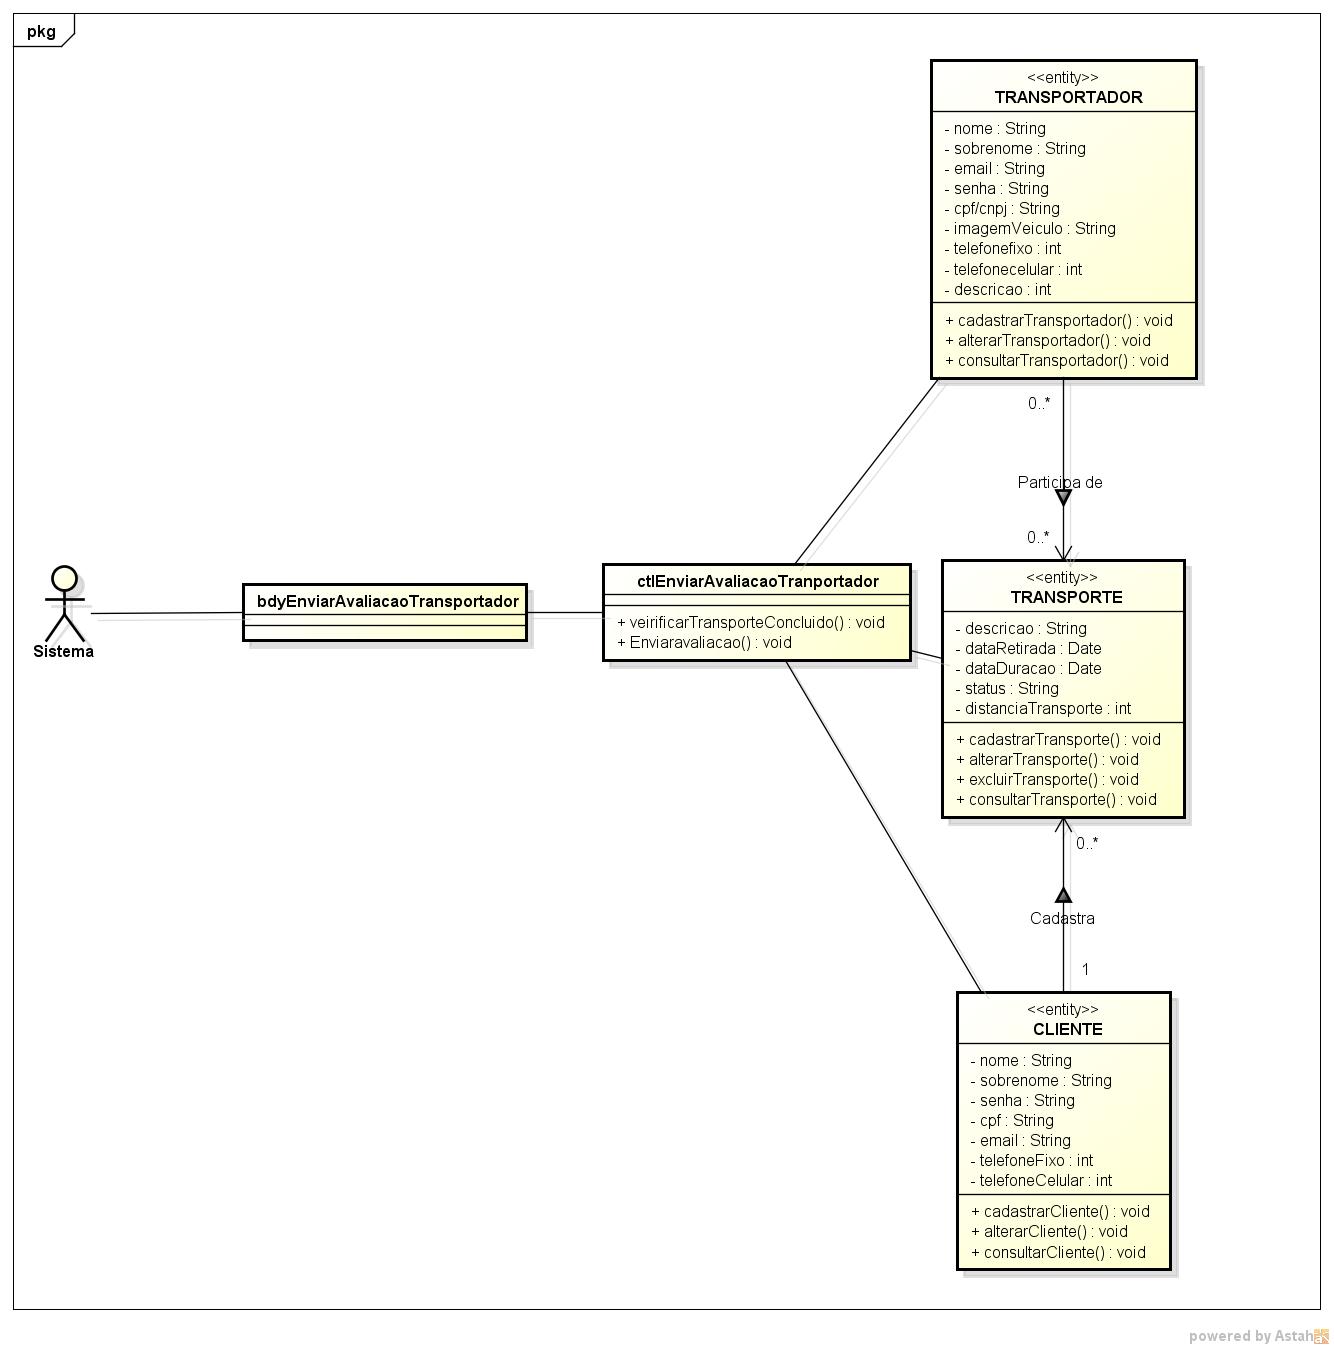 pkg
<<entity>>
TRANSPORTADOR
- nome : String
- sobrenome : String
- email : String
- senha : String
- cpf/cnpj : String
- imagemVeiculo : String
- telefonefixo : int
- telefonecelular : int
- descricao : int
+ cadastrarTransportador() : void
+ alterarTransportador() : void
+ consultarTransportador() : void
0..*
Participa de
0..*
Sistema
bdyEnviarAvaliacaoTransportador
ctlEnviarAvaliacaoTranportador
+ veirificarTransporteConcluido() : void
+ Enviaravaliacao() : void
<<entity>>
TRANSPORTE
- descricao : String
- dataRetirada : Date
- dataDuracao : Date
- status : String
- distanciaTransporte : int
+ cadastrarTransporte() : void
+ alterarTransporte() : void
+ excluirTransporte() : void
+ consultarTransporte() : void
0..*
Cadastra
1
<<entity>>
CLIENTE
- nome : String
- sobrenome : String
- senha : String
- cpf : String
- email : String
- telefoneFixo : int
- telefoneCelular : int
+ cadastrarCliente() : void
+ alterarCliente() : void
+ consultarCliente() : void
powered by Astah